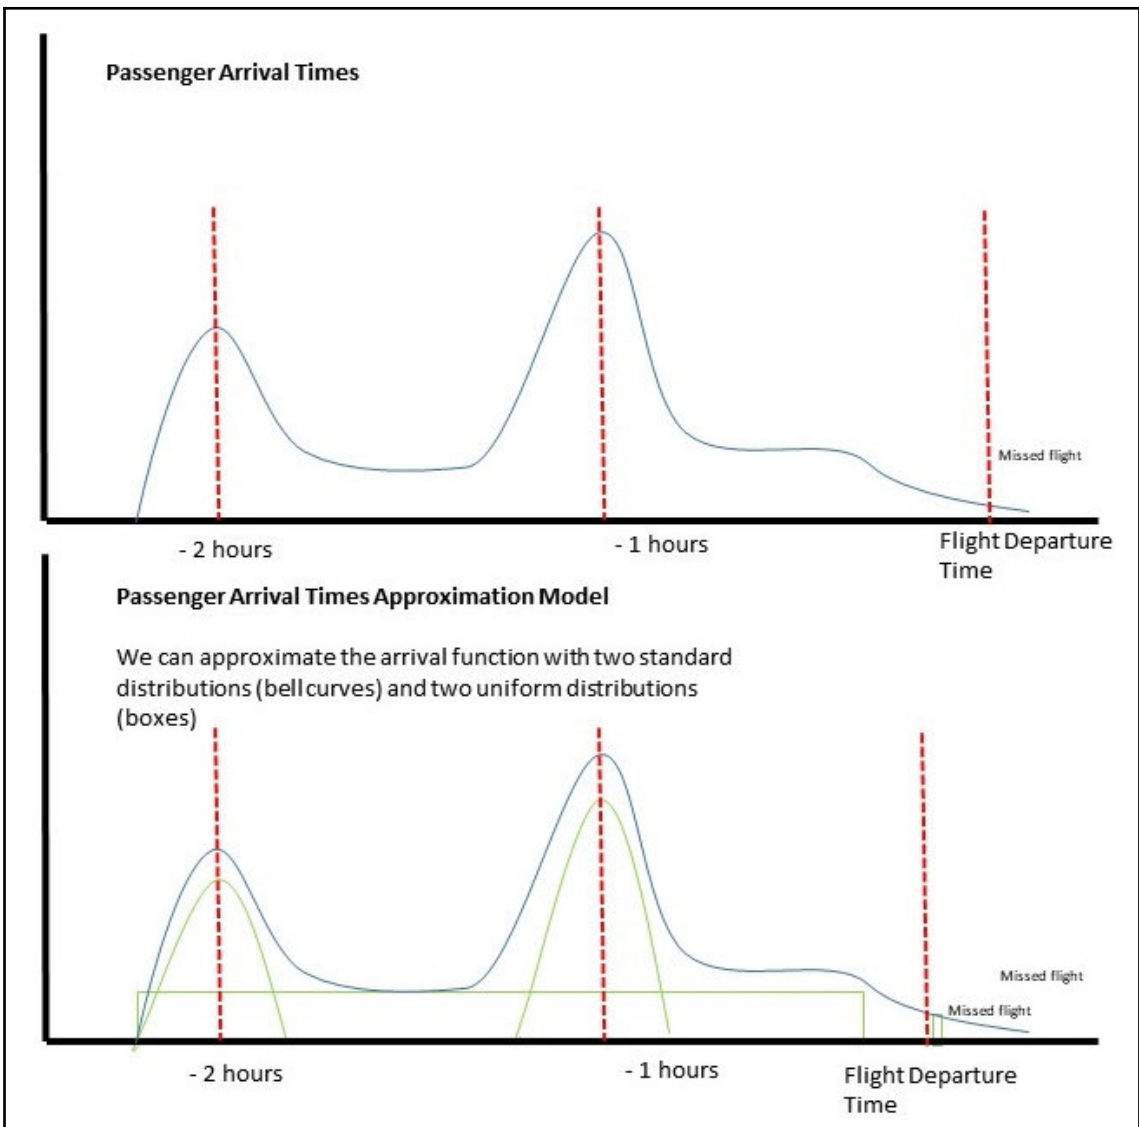 Passenger Arrival Times
Missed flight
- 2 hours
- 1 hours
Flight Departure
Time
Passenger Arrival Times Approximation Model
We can approximate the arrival function with two standard
distributions (bell curves) and two uniform distributions
(boxes)
Missed flight
Missed flight
- 2 hours
- 1 hours
Flight Departure
Time